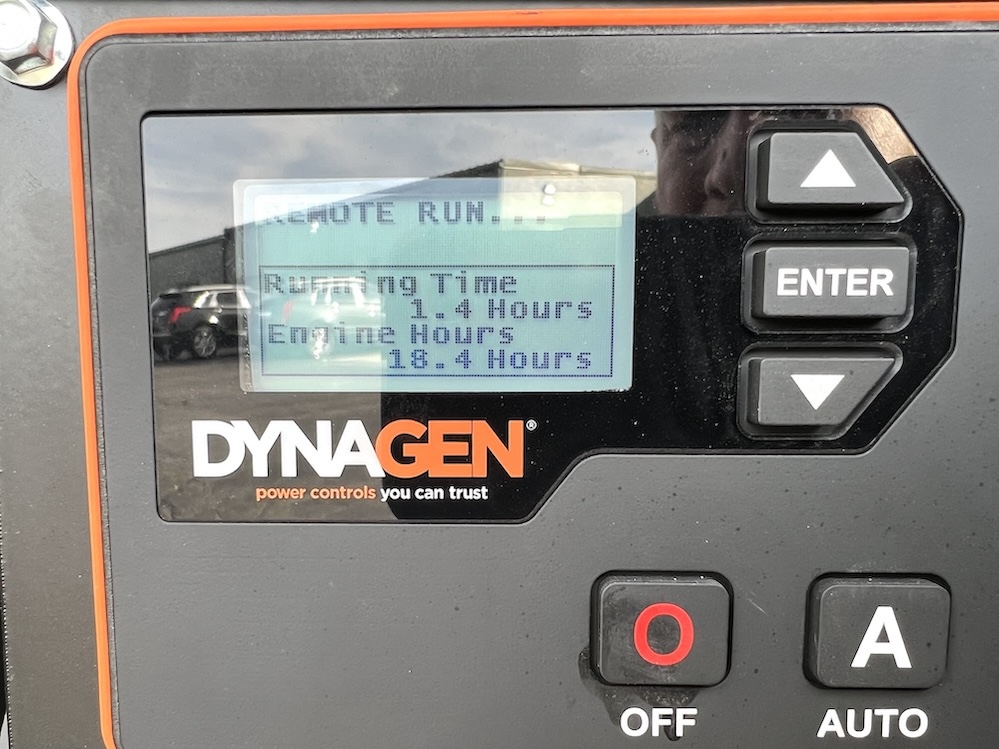 REMOTE RUN...
Running Time
1.4 Hours
Engine Hours
18.4 Hours
ENTER
DYNAGEN®
power controls you can trust
O
A
OFF
AUTO